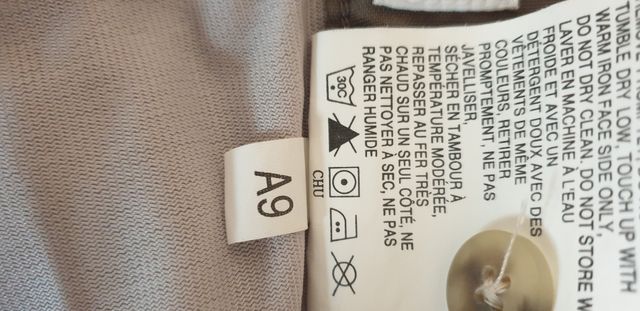 TUMBLE DRY LOW, TOUCH UP WITH
WARM IRON FACE SIDE ONLY,
DO NOT DRY CLEAN, DO NOT STORE W
LAVER EN MACHINE À L'EAU
FROIDE ET AVEC UN
DÉTERGENT DOUX AVEC DES
VÊTEMENTS DE MÊME
COULEURS, RETIRER
PROMPTEMENT, NE PAS
JAVELLISER,
SÉCHER EN TAMBOUR À
TEMPÉRATURE MODÉRÉE,
REPASSER AU FER TRÈS
CHAUD SUR UN SEUL CÔTÉ, NE
PAS NETTOYER À SEC, NE PAS
RANGER HUMIDE
30C
CHU
A9